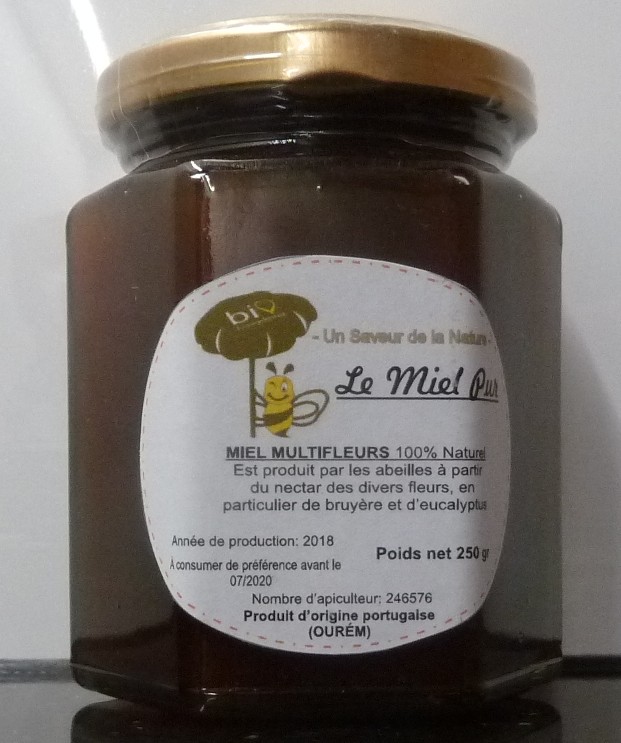 bio
- Un Saveur de la Nature -
Le Miel Pur
MIEL MULTIFLEURS 100% Naturel
Est produit par les abeilles à partir
du nectar des divers fleurs, en
particulier de bruyère et d'eucalyptus
Année de production: 2018
Poids net 250 gr
À consumer de préférence avant le
07/2020
Nombre d'apiculteur; 246576
Produit d'origine portugaise
(OURÉM)